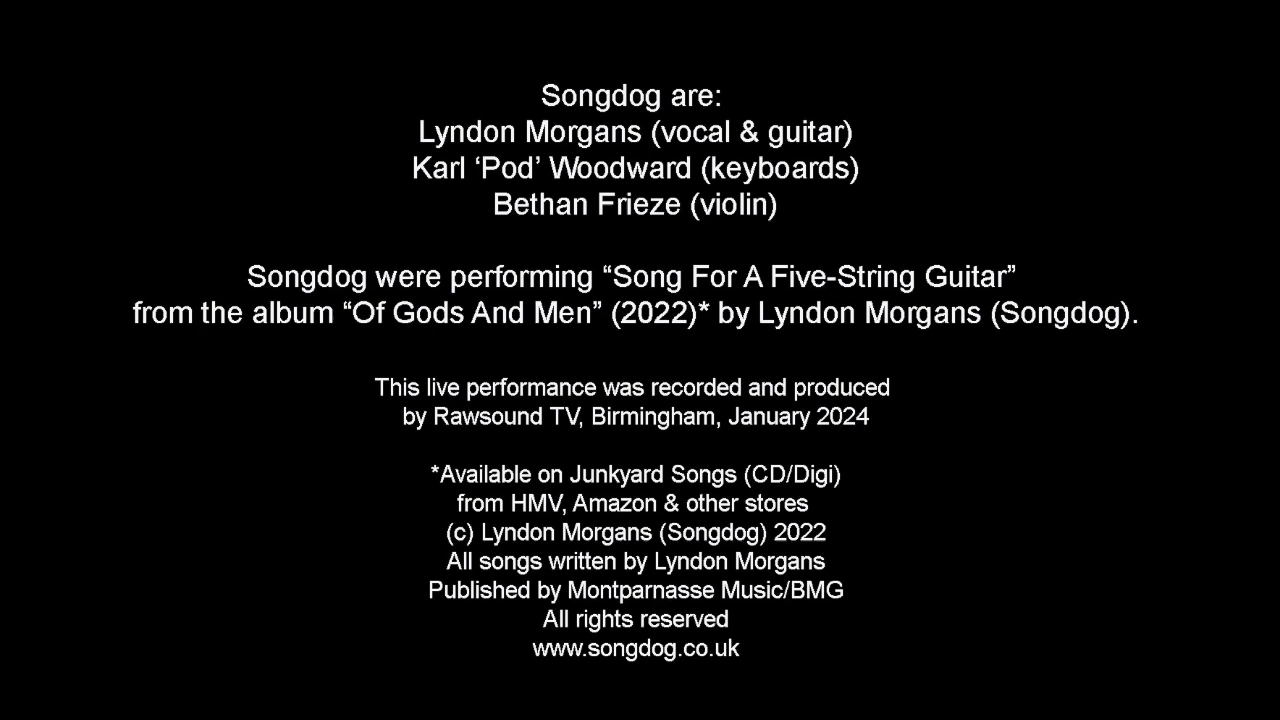 Songdog are:
Lyndon Morgans (vocal & guitar)
Karl ‘Pod’ Woodward (keyboards)
Bethan Frieze (violin)
Songdog were performing “Song For A Five-String Guitar”
from the album “Of Gods And Men” (2022)* by Lyndon Morgans (Songdog).
This live performance was recorded and produced
by Rawsound TV, Birmingham, January 2024
*Available on Junkyard Songs (CD/Digi)
from HMV, Amazon & other stores
(c) Lyndon Morgans (Songdog) 2022
All songs written by Lyndon Morgans
Published by Montparnasse Music/BMG
All rights reserved
www.songdog.co.uk